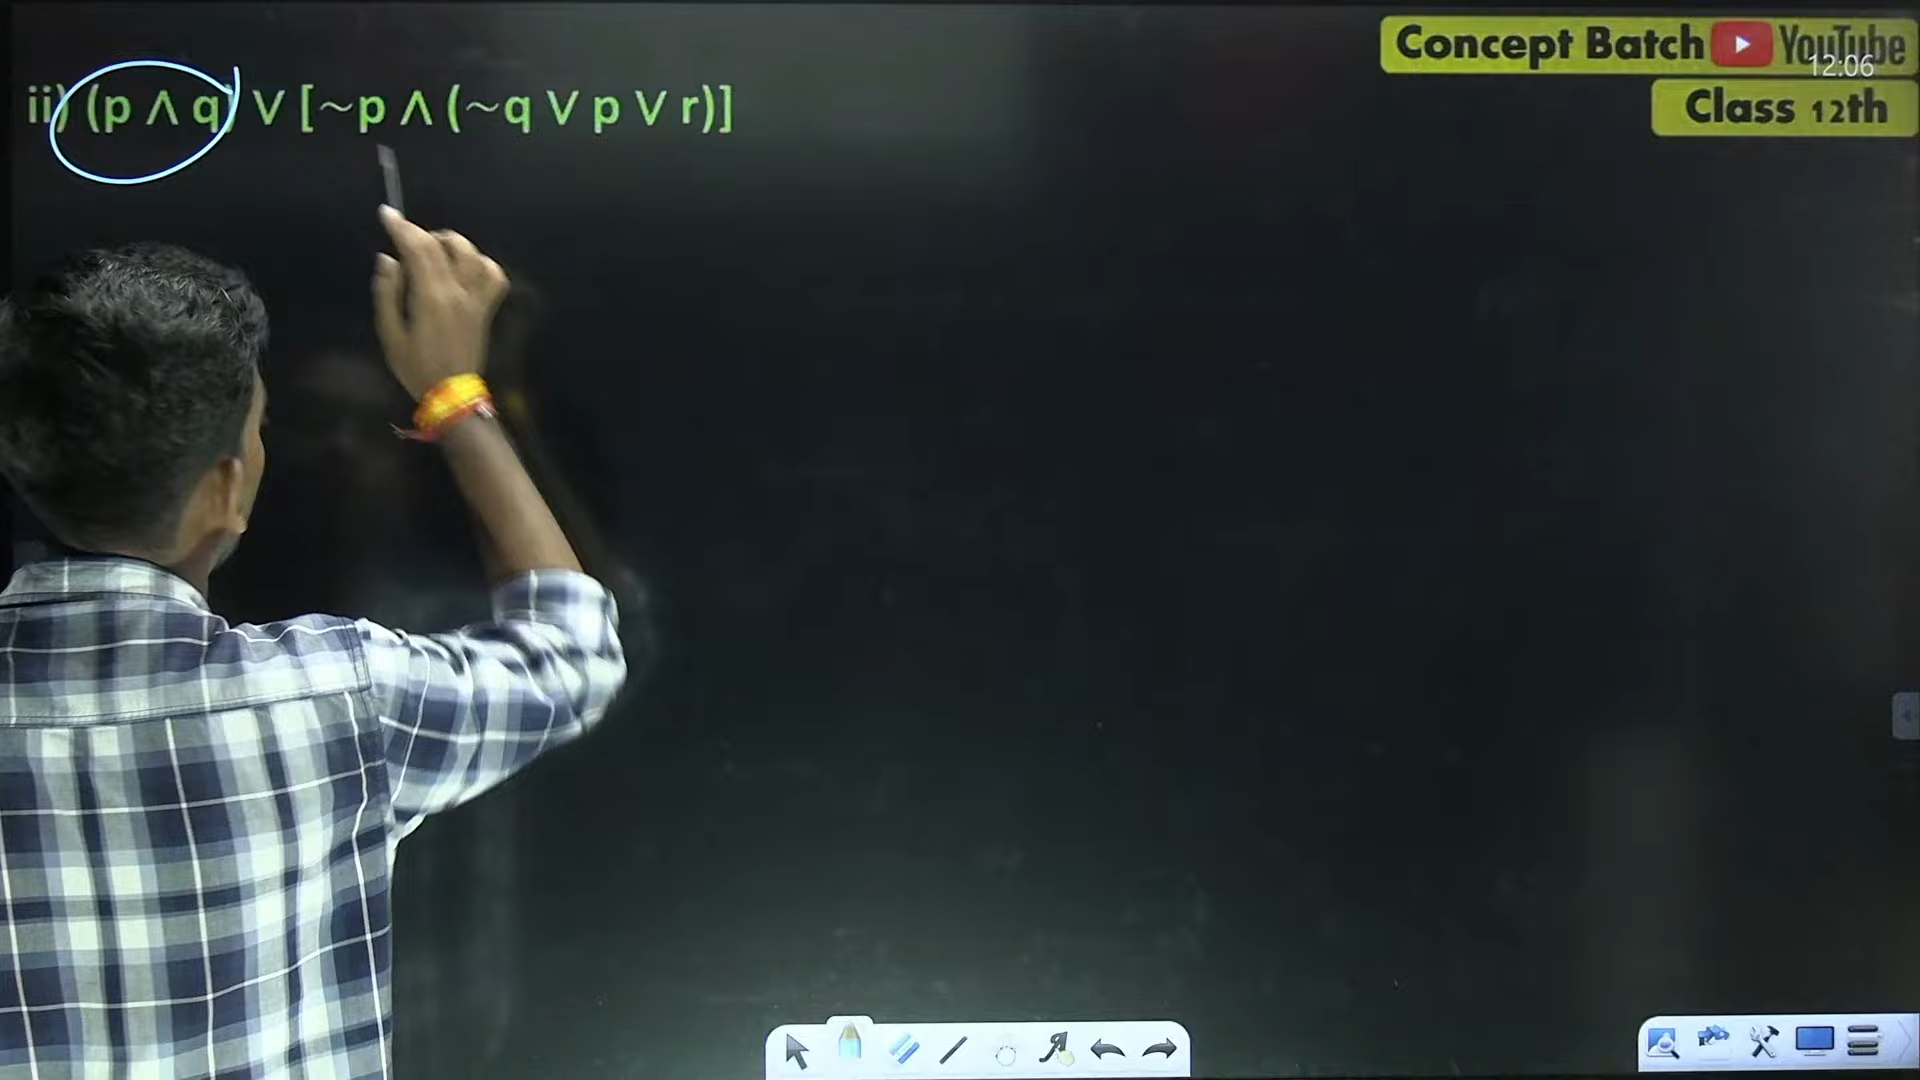 Concept Batch YouTube
12:06
Class 12th
ii) (p ∧ q) ∨ [~p ∧ (~q ∨ p ∨ r)]